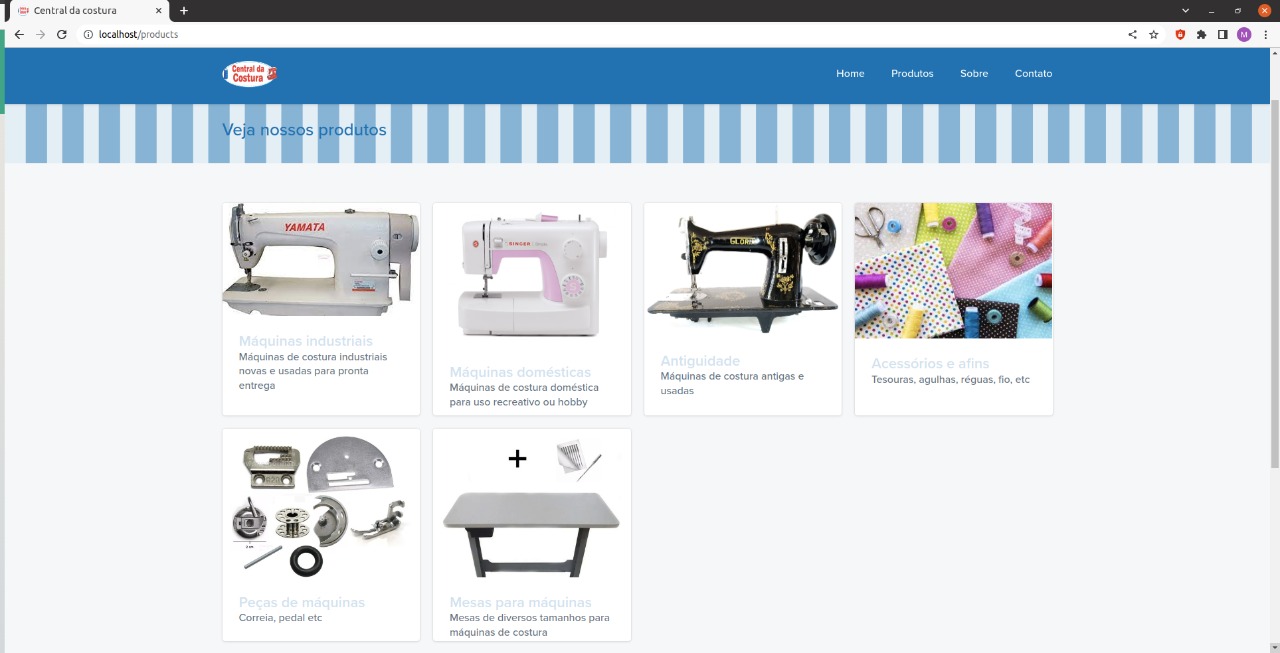 Central da costura
localhost/products
M
Central da
Costura
Home Produtos Sobre Contato
Veja nossos produtos
YAMATA
SINGER
GLORIA
Máquinas industriais
Máquinas de costura industriais
novas e usadas para pronta
entrega
Máquinas domésticas
Máquinas de costura doméstica
para uso recreativo ou hobby
Antiguidade
Máquinas de costura antigas e
usadas
Acessórios e afins
Tesouras, agulhas, réguas, fio, etc
+
Peças de máquinas
Correia, pedal etc
Mesas para máquinas
Mesas de diversos tamanhos para
máquinas de costura